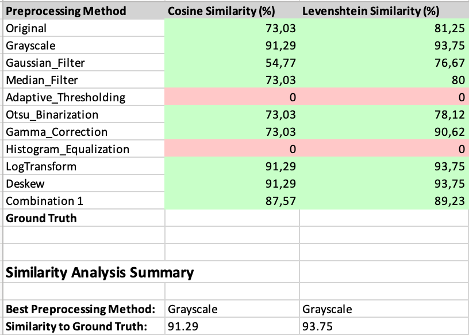 Preprocessing Method Cosine Similarity (%) Levenshtein Similarity (%)
Original 73,03 81,25
Grayscale 91,29 93,75
Gaussian_Filter 54,77 76,67
Median_Filter 73,03 80
Adaptive_Thresholding 0 0
Otsu_Binarization 73,03 78,12
Gamma_Correction 73,03 90,62
Histogram_Equalization 0 0
LogTransform 91,29 93,75
Deskew 91,29 93,75
Combination 1 87,57 89,23
Ground Truth
Similarity Analysis Summary
Best Preprocessing Method: Grayscale Grayscale
Similarity to Ground Truth: 91.29 93.75